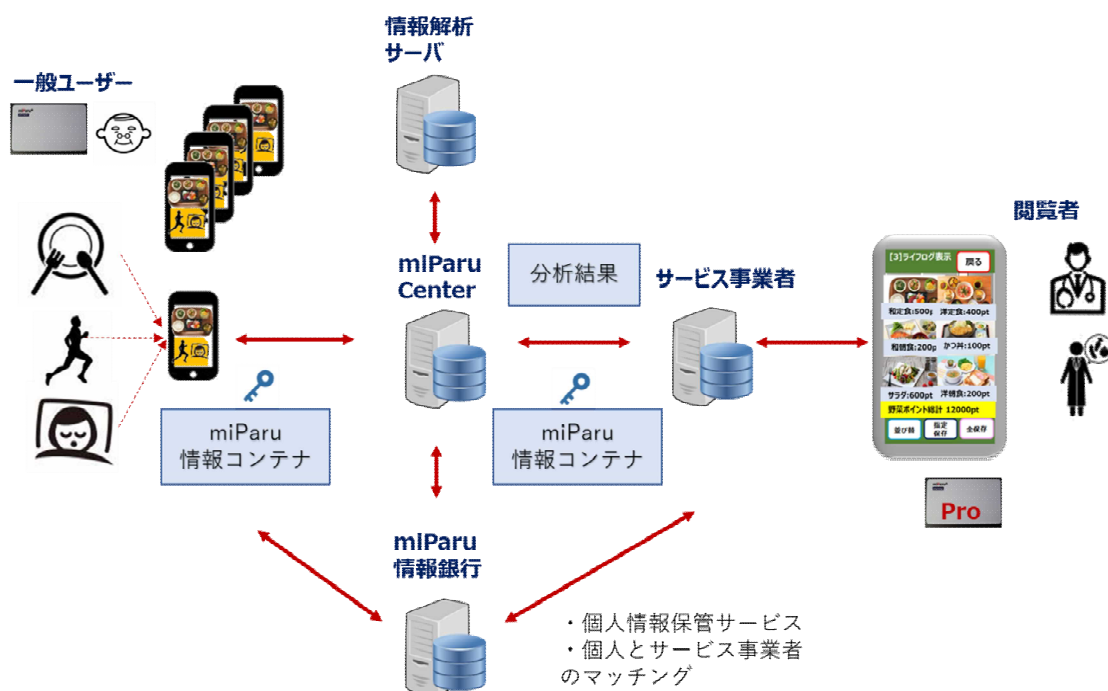 情報解析
サーバ
一般ユーザー
閲覧者
miParu
Center
分析結果
サービス事業者
[3]ライフログ表示
戻る
和定食:500pt
洋定食:400pt
和朝食:200pt
かつ丼:100pt
サラダ:600pt
洋朝食:200pt
野菜ポイント総計 12000pt
並び替
指定
保存
全保存
miParu
情報コンテナ
miParu
情報コンテナ
Pro
miParu
情報銀行
・個人情報保管サービス
・個人とサービス事業者
のマッチング